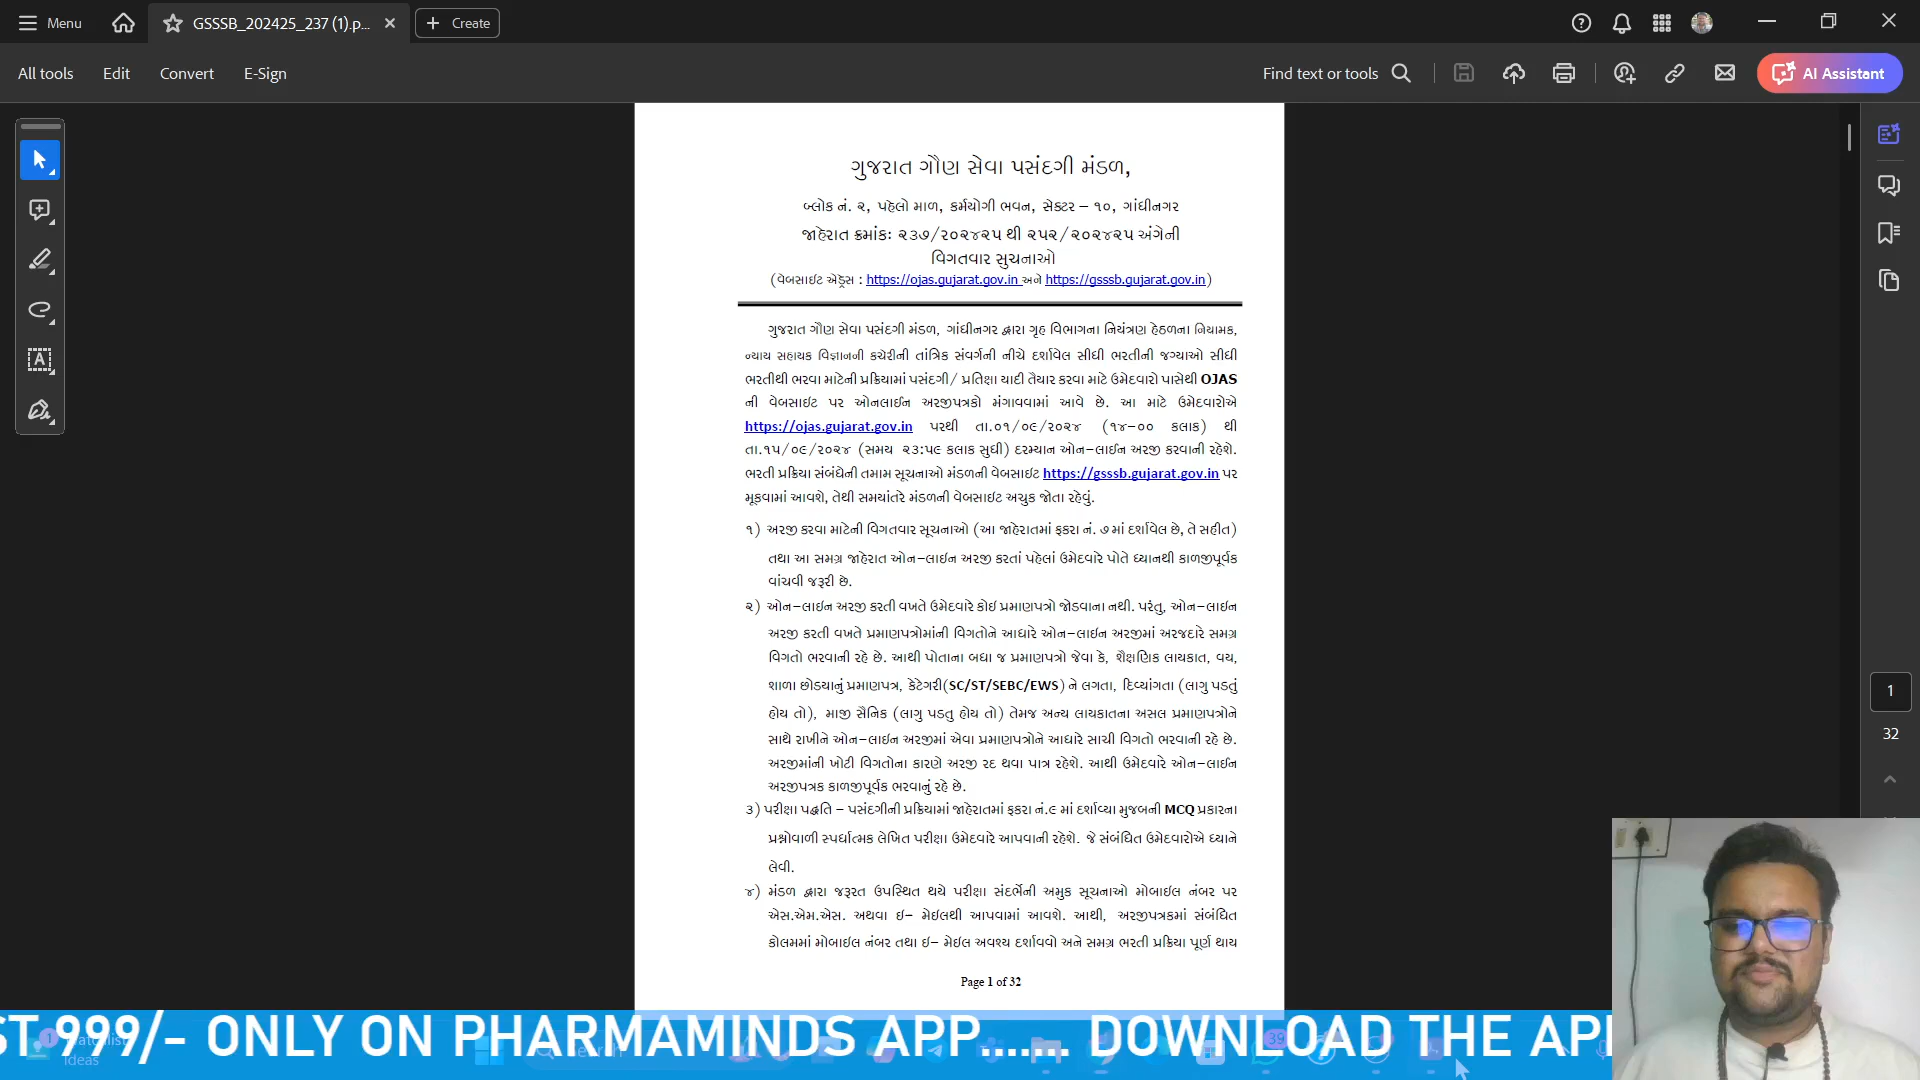 Menu
GSSSB_202425_237 (1).p...
Create
All tools
Edit
Convert
E-Sign
Find text or tools
AI Assistant
ગુજરાત ગૌણ સેવા પસંદગી મંડળ,
બ્લોક નં. ૨, પહેલો માળ, કર્મયોગી ભવન, સેક્ટર – ૧૦, ગાંધીનગર
જાહેરાત ક્રમાંકઃ ૨૩૭/૨૦૨૪૨૫ થી ૨૫૨/૨૦૨૪૨૫ અંગેની
વિગતવાર સુચનાઓ
(વેબસાઈટ એડ્રેસ : https://ojas.gujarat.gov.in અને https://gsssb.gujarat.gov.in)
ગુજરાત ગૌણ સેવા પસંદગી મંડળ, ગાંધીનગર દ્વારા ગૃહ વિભાગના નિયંત્રણ હેઠળના નિયામક,
ન્યાય સહાયક વિજ્ઞાનની કચેરીની તાંત્રિક સંવર્ગની નીચે દર્શાવેલ સીધી ભરતીની જગ્યાઓ સીધી
ભરતીથી ભરવા માટેની પ્રક્રિયામાં પસંદગી/ પ્રતિક્ષા યાદી તૈયાર કરવા માટે ઉમેદવારો પાસેથી OJAS
ની વેબસાઈટ પર ઓનલાઈન અરજીપત્રકો મંગાવવામાં આવે છે. આ માટે ઉમેદવારોએ
https://ojas.gujarat.gov.in પરથી તા.૦૧/૦૯/૨૦૨૪ (૧૪-૦૦ કલાક) થી
તા.૧૫/૦૯/૨૦૨૪ (સમય ૨૩:૫૯ કલાક સુધી) દરમ્યાન ઓન-લાઈન અરજી કરવાની રહેશે.
ભરતી પ્રક્રિયા સંબંધેની તમામ સૂચનાઓ મંડળની વેબસાઈટ https://gsssb.gujarat.gov.in પર
મૂકવામાં આવશે, તેથી સમયાંતરે મંડળની વેબસાઈટ અચુક જોતા રહેવું.
૧) અરજી કરવા માટેની વિગતવાર સૂચનાઓ (આ જાહેરાતમાં ફકરા નં. ૭ માં દર્શાવેલ છે, તે સહીત)
તથા આ સમગ્ર જાહેરાત ઓન-લાઈન અરજી કરતાં પહેલાં ઉમેદવારે પોતે ધ્યાનથી કાળજીપૂર્વક
વાંચવી જરૂરી છે.
૨) ઓન-લાઈન અરજી કરતી વખતે ઉમેદવારે કોઈ પ્રમાણપત્રો જોડવાના નથી. પરંતુ, ઓન-લાઈન
અરજી કરતી વખતે પ્રમાણપત્રોમાંની વિગતોને આધારે ઓન-લાઈન અરજીમાં અરજદારે સમગ્ર
વિગતો ભરવાની રહે છે. આથી પોતાના બધા જ પ્રમાણપત્રો જેવા કે, શૈક્ષણિક લાયકાત, વય,
શાળા છોડયાનું પ્રમાણપત્ર, કેટેગરી(SC/ST/SEBC/EWS) ને લગતા, દિવ્યાંગતા (લાગુ પડતું
હોય તો), માજી સૈનિક (લાગુ પડતુ હોય તો) તેમજ અન્ય લાયકાતના અસલ પ્રમાણપત્રોને
સાથે રાખીને ઓન-લાઈન અરજીમાં એવા પ્રમાણપત્રોને આધારે સાચી વિગતો ભરવાની રહે છે.
અરજીમાંની ખોટી વિગતોના કારણે અરજી રદ થવા પાત્ર રહેશે. આથી ઉમેદવારે ઓન-લાઈન
અરજીપત્રક કાળજીપૂર્વક ભરવાનું રહે છે.
૩) પરીક્ષા પદ્ધતિ – પસંદગીની પ્રક્રિયામાં જાહેરાતમાં ફકરા નં.૯ માં દર્શાવ્યા મુજબની MCQ પ્રકારના
પ્રશ્નોવાળી સ્પર્ધાત્મક લેખિત પરીક્ષા ઉમેદવારે આપવાની રહેશે. જે સંબંધિત ઉમેદવારોએ ધ્યાને
લેવી.
૪) મંડળ દ્વારા જરૂરત ઉપસ્થિત થયે પરીક્ષા સંદર્ભેની અમુક સૂચનાઓ મોબાઈલ નંબર પર
એસ.એમ.એસ. અથવા ઈ- મેઈલથી આપવામાં આવશે. આથી, અરજીપત્રકમાં સંબંધિત
કોલમમાં મોબાઈલ નંબર તથા ઈ- મેઈલ અવશ્ય દર્શાવવો અને સમગ્ર ભરતી પ્રક્રિયા પૂર્ણ થાય
Page 1 of 32
1
32
ST 999/- ONLY ON PHARMAMINDS APP....... DOWNLOAD THE AP